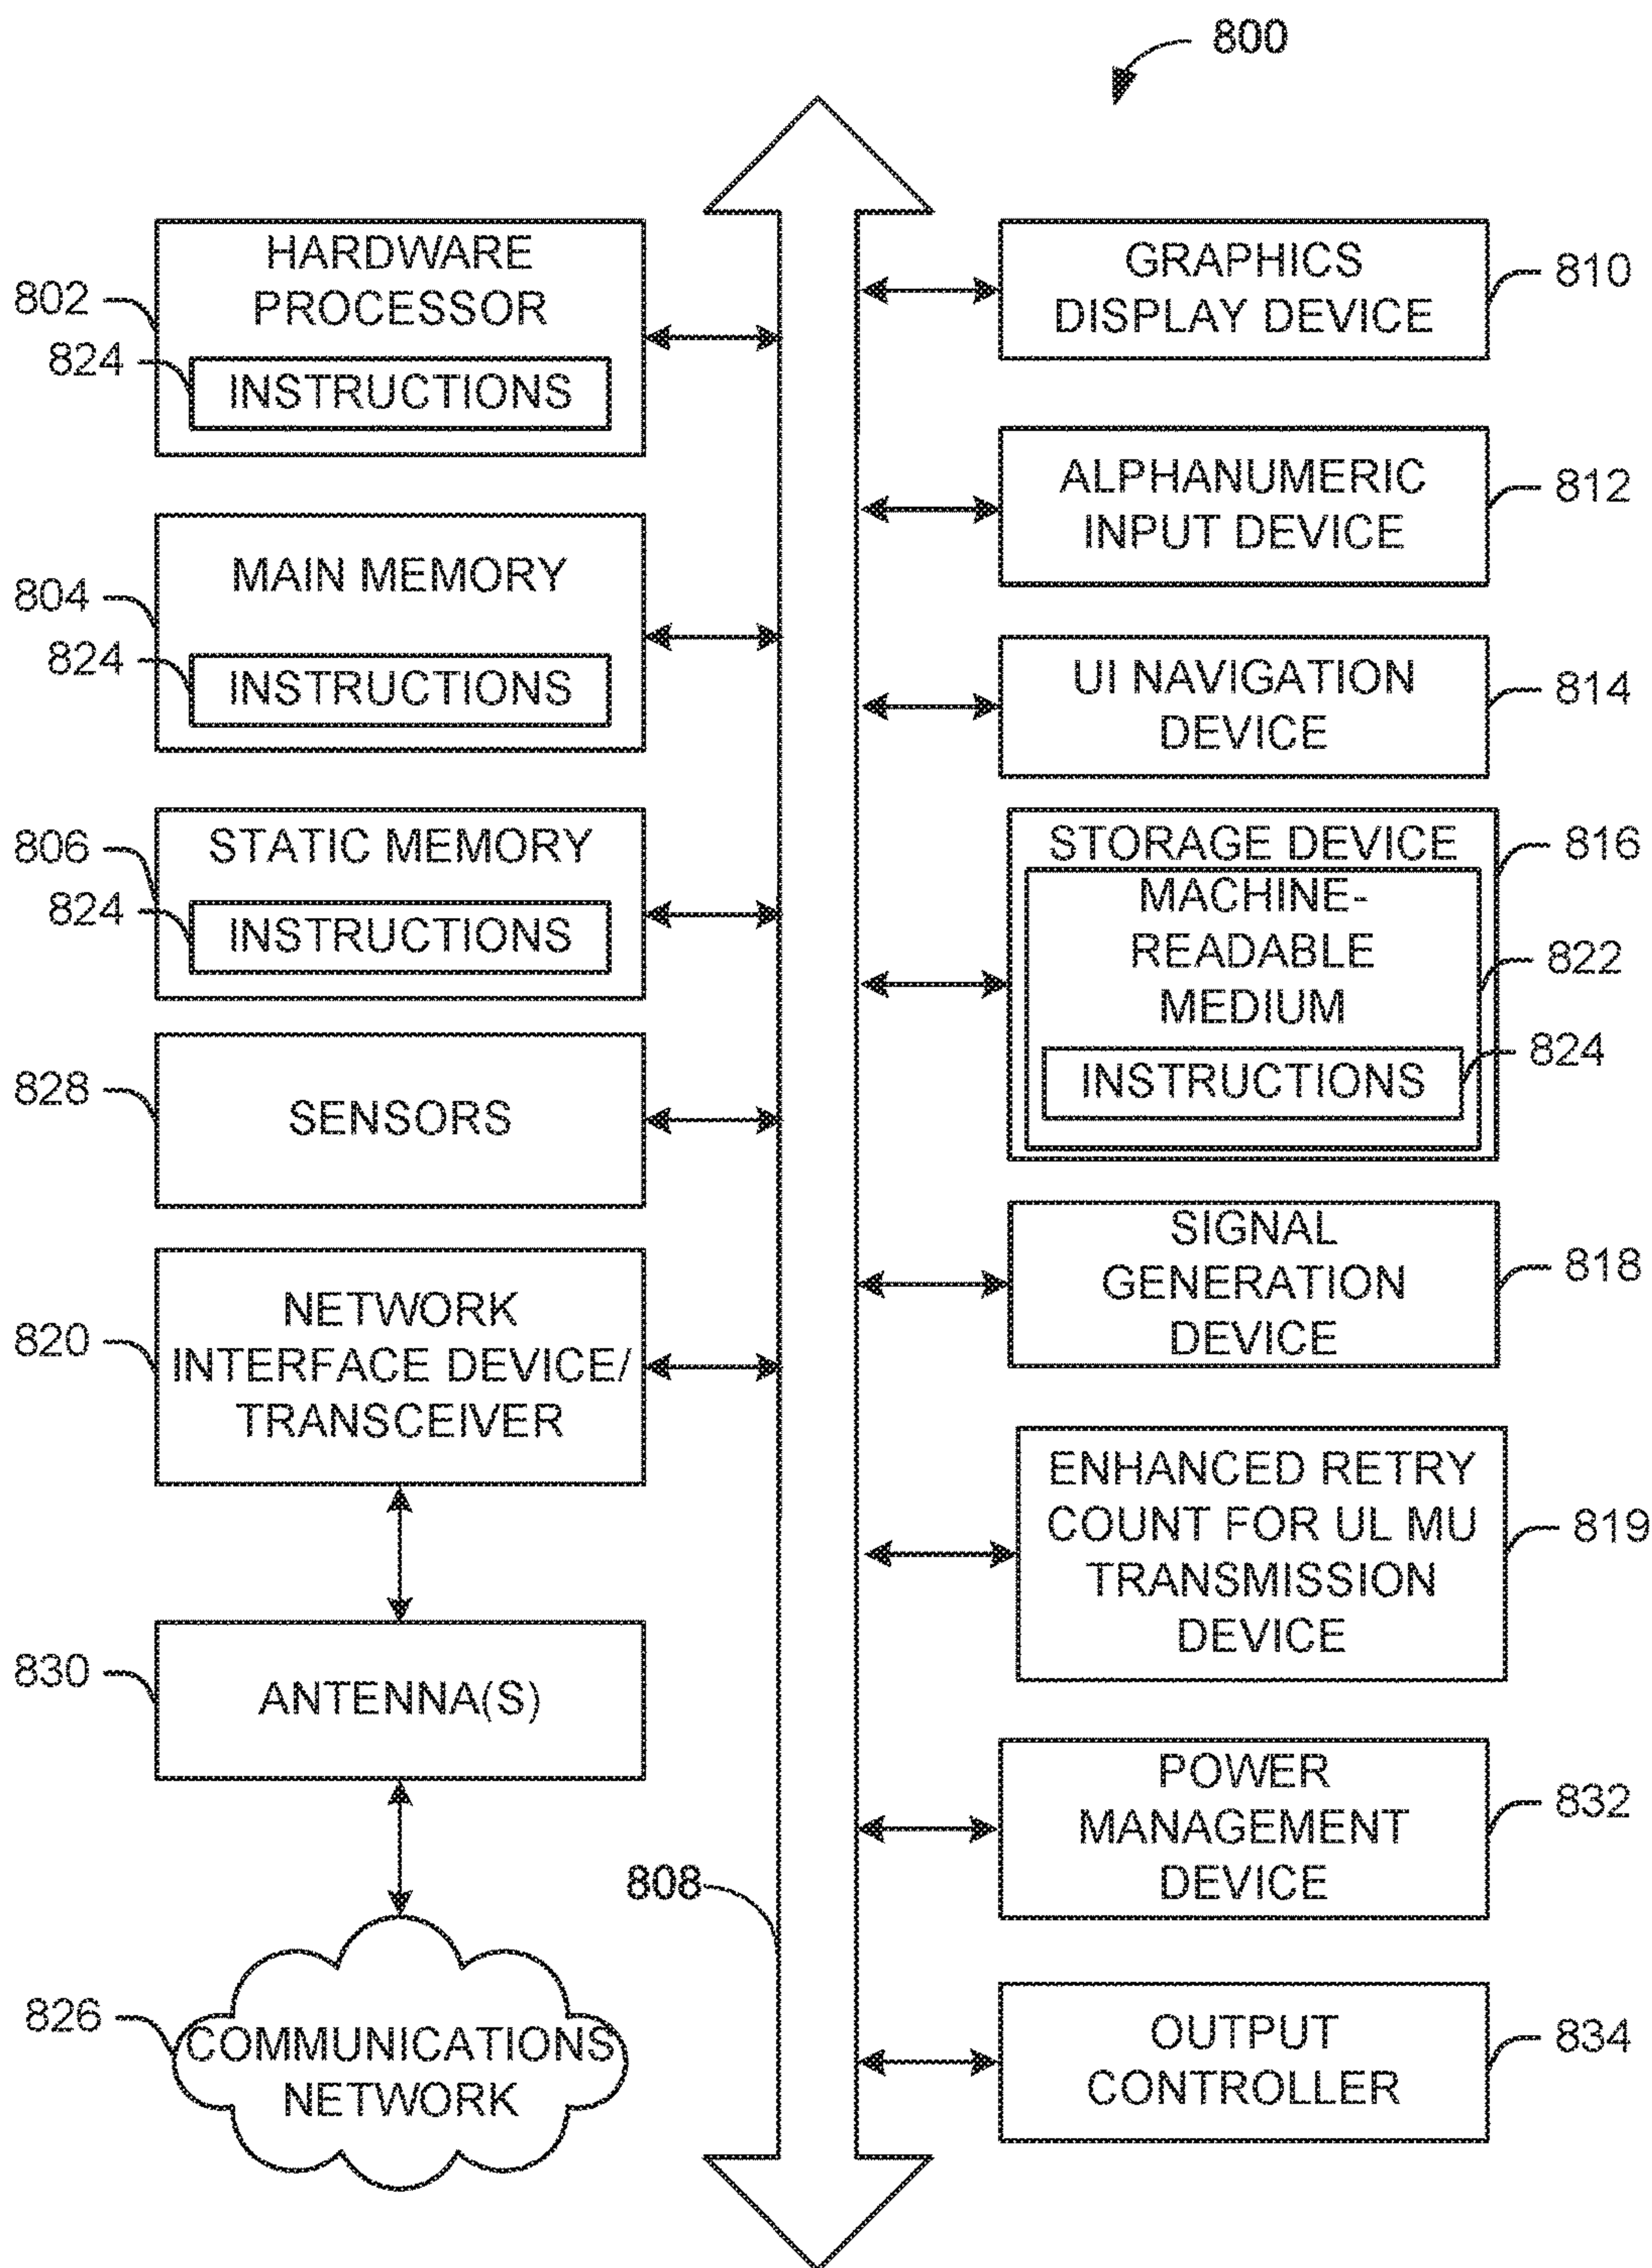 800
HARDWARE
PROCESSOR
802
824
INSTRUCTIONS
MAIN MEMORY
804
824
INSTRUCTIONS
STATIC MEMORY
806
824
INSTRUCTIONS
828
SENSORS
NETWORK
INTERFACE DEVICE/
TRANSCEIVER
820
830
ANTENNA(S)
826
COMMUNICATIONS
NETWORK
808
GRAPHICS
DISPLAY DEVICE
810
ALPHANUMERIC
INPUT DEVICE
812
UI NAVIGATION
DEVICE
814
STORAGE DEVICE
816
MACHINE-
READABLE
MEDIUM
822
INSTRUCTIONS
824
SIGNAL
GENERATION
DEVICE
818
ENHANCED RETRY
COUNT FOR UL MU
TRANSMISSION
DEVICE
819
POWER
MANAGEMENT
DEVICE
832
OUTPUT
CONTROLLER
834